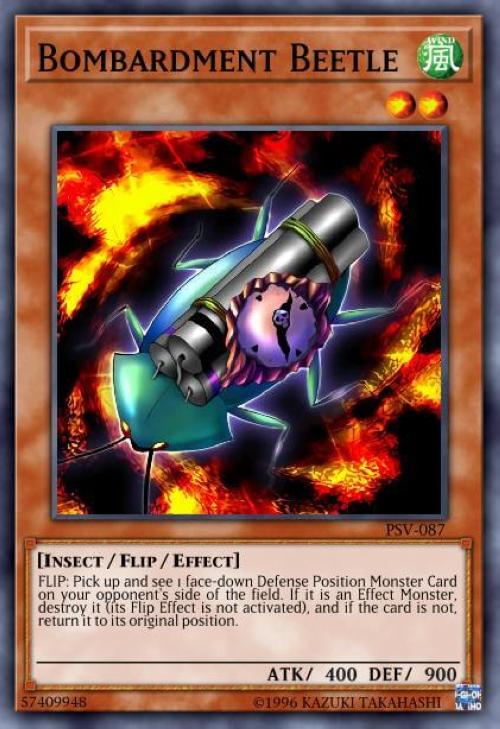 BOMBARDMENT BEETLE
WIND
風
PSV-087
[INSECT / FLIP / EFFECT]
FLIP: Pick up and see 1 face-down Defense Position Monster Card
on your opponent's side of the field. If it is an Effect Monster,
destroy it (its Flip Effect is not activated), and if the card is not,
return it to its original position.
ATK/ 400 DEF/ 900
57409948
©1996 KAZUKI TAKAHASHI